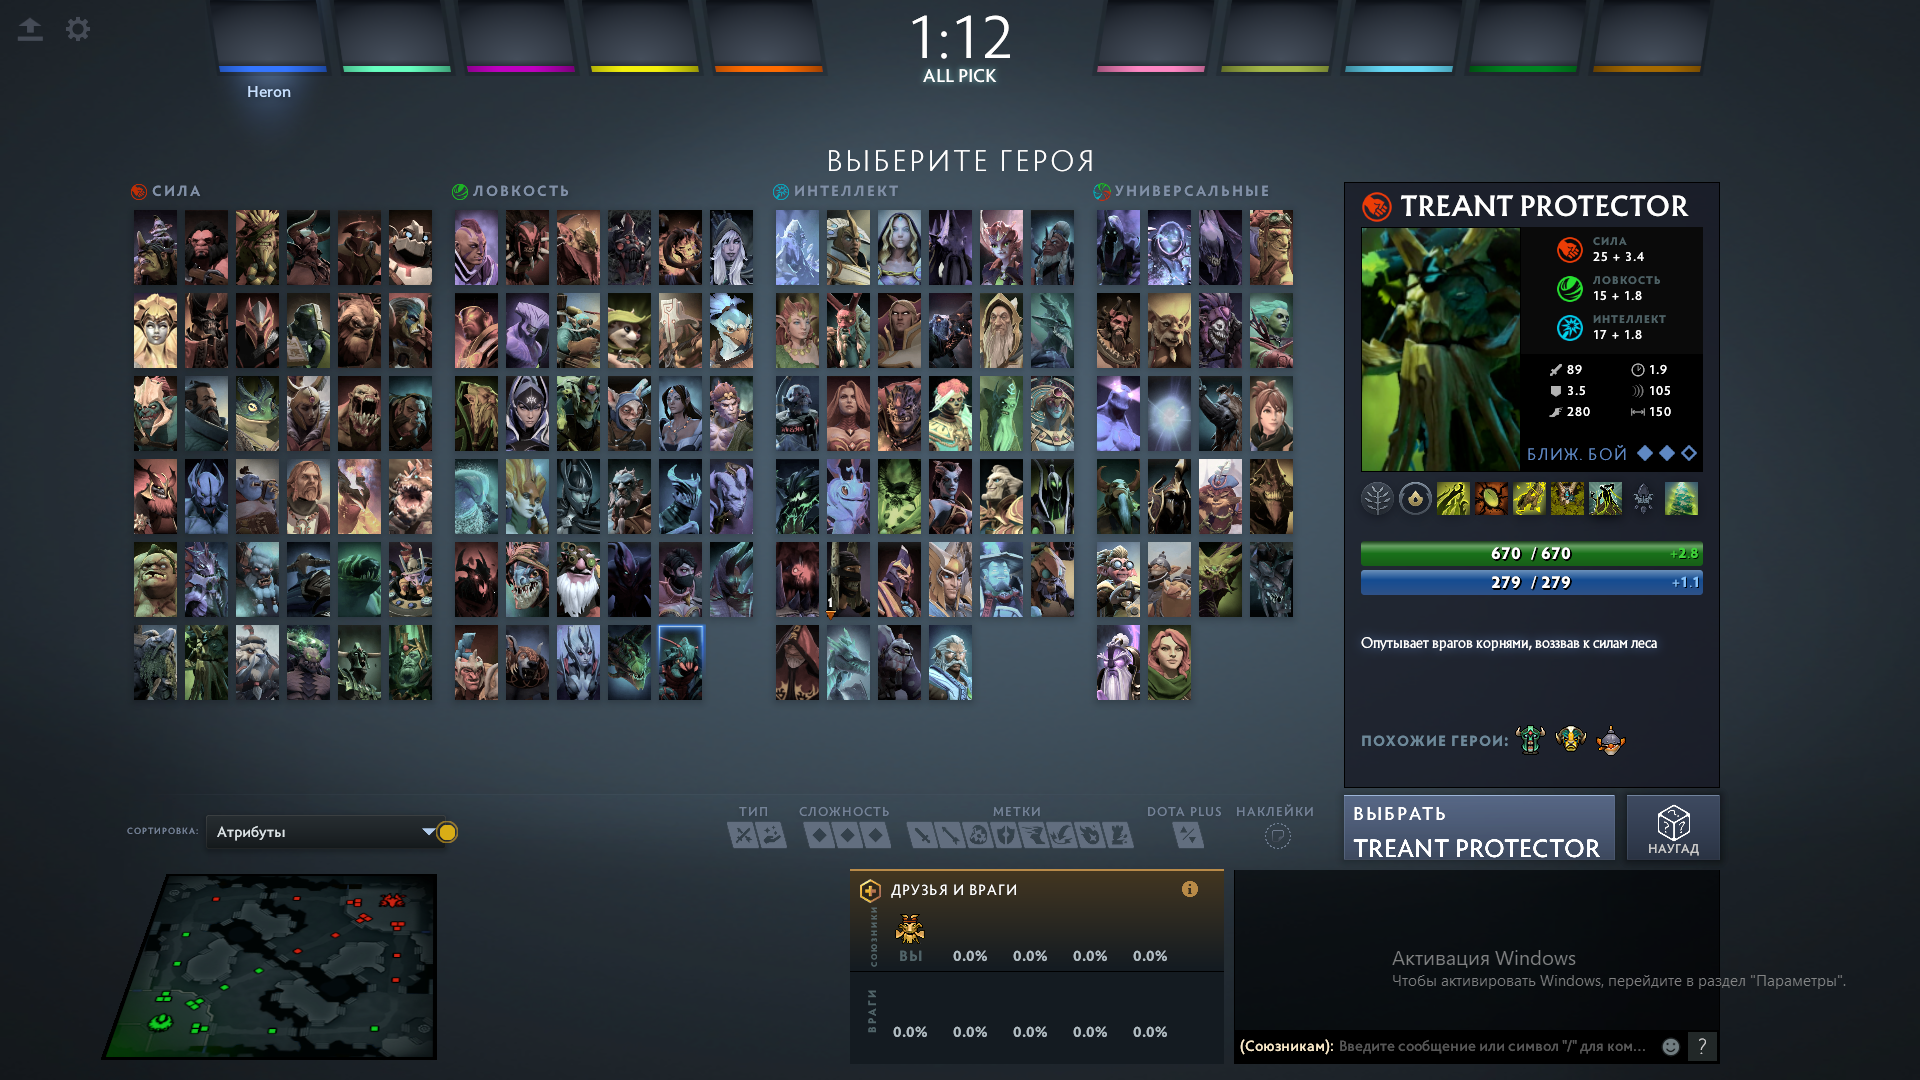 1:12
ALL PICK
Heron
ВЫБЕРИТЕ ГЕРОЯ
СИЛА
ЛОВКОСТЬ
ИНТЕЛЛЕКТ
УНИВЕРСАЛЬНЫЕ
1
TREANT PROTECTOR
СИЛА
25 + 3.4
ЛОВКОСТЬ
15 + 1.8
ИНТЕЛЛЕКТ
17 + 1.8
89
1.9
3.5
105
280
150
БЛИЖ. БОЙ
670 / 670
+2.8
279 / 279
+1.1
Опутывает врагов корнями, воззвав к силам леса
ПОХОЖИЕ ГЕРОИ:
СОРТИРОВКА:
Атрибуты
ТИП
СЛОЖНОСТЬ
МЕТКИ
DOTA PLUS
НАКЛЕЙКИ
ВЫБРАТЬ
TREANT PROTECTOR
НАУГАД
ДРУЗЬЯ И ВРАГИ
СОЮЗНИКИ
ВЫ
0.0%
0.0%
0.0%
0.0%
ВРАГИ
0.0%
0.0%
0.0%
0.0%
0.0%
Активация Windows
Чтобы активировать Windows, перейдите в раздел "Параметры".
(Союзникам): Введите сообщение или символ "/" для ком...
?